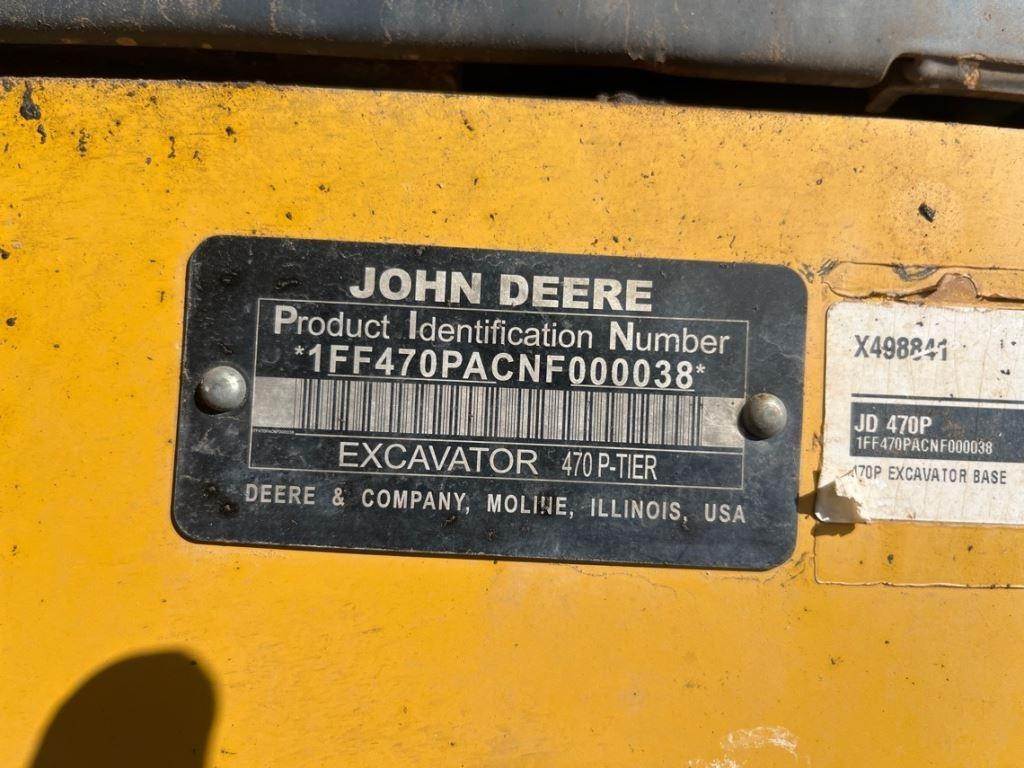 JOHN DEERE
Product Identification Number
*1FF470PACNF000038*
EXCAVATOR 470 P-TIER
DEERE & COMPANY, MOLINE, ILLINOIS, USA
X498841
JD 470P
1FF470PACNF000038
470P EXCAVATOR BASE